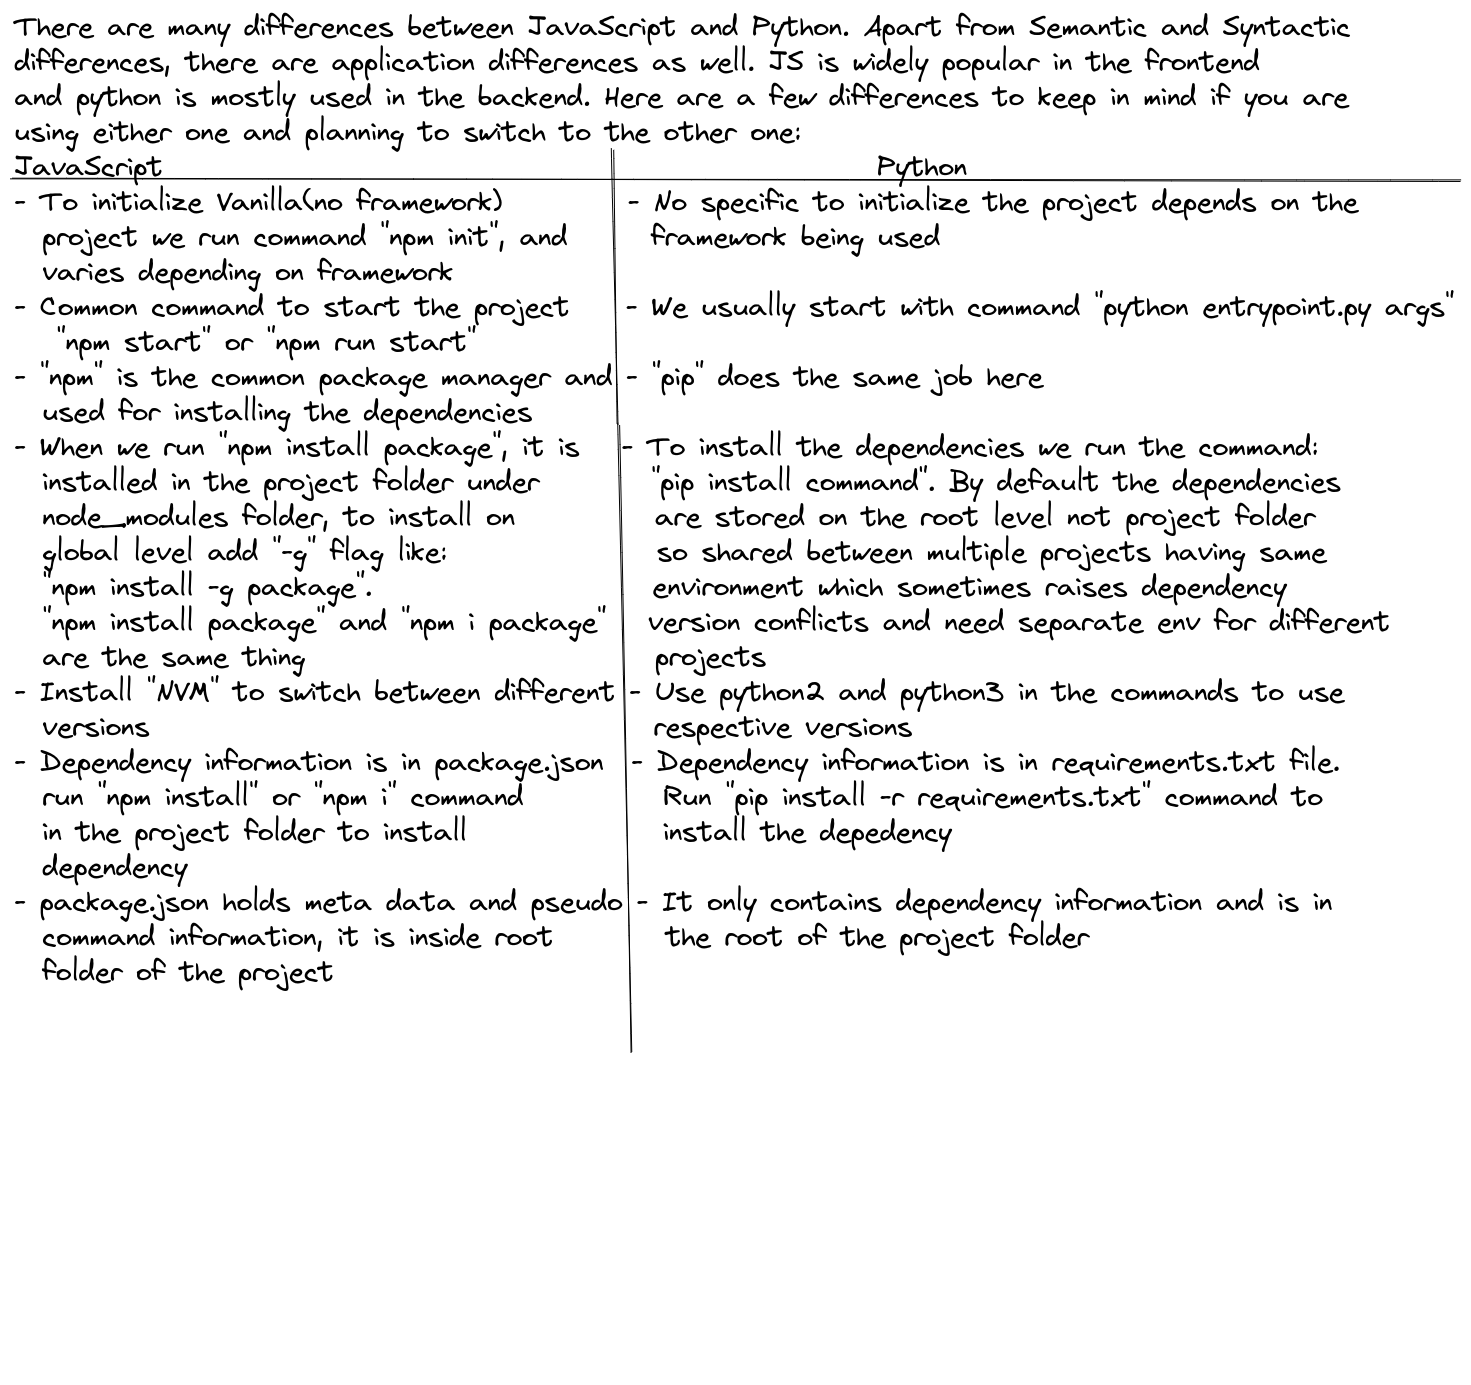 There are many differences between JavaScript and Python. Apart from Semantic and Syntactic
differences, there are application differences as well. JS is widely popular in the frontend
and python is mostly used in the backend. Here are a few differences to keep in mind if you are
using either one and planning to switch to the other one:
JavaScript
- To initialize Vanilla(no framework)
project we run command "npm init", and
varies depending on framework
- Common command to start the project
"npm start" or "npm run start"
- "npm" is the common package manager and
used for installing the dependencies
- When we run "npm install package", it is
installed in the project folder under
node_modules folder, to install on
global level add "-g" flag like:
"npm install -g package".
"npm install package" and "npm i package"
are the same thing
- Install "NVM" to switch between different
versions
- Dependency information is in package.json
run "npm install" or "npm i" command
in the project folder to install
dependency
- package.json holds meta data and pseudo
command information, it is inside root
folder of the project
Python
- No specific to initialize the project depends on the
framework being used
- We usually start with command "python entrypoint.py args"
- "pip" does the same job here
- To install the dependencies we run the command:
"pip install command". By default the dependencies
are stored on the root level not project folder
so shared between multiple projects having same
environment which sometimes raises dependency
version conflicts and need separate env for different
projects
- Use python2 and python3 in the commands to use
respective versions
- Dependency information is in requirements.txt file.
Run "pip install -r requirements.txt" command to
install the depedency
- It only contains dependency information and is in
the root of the project folder